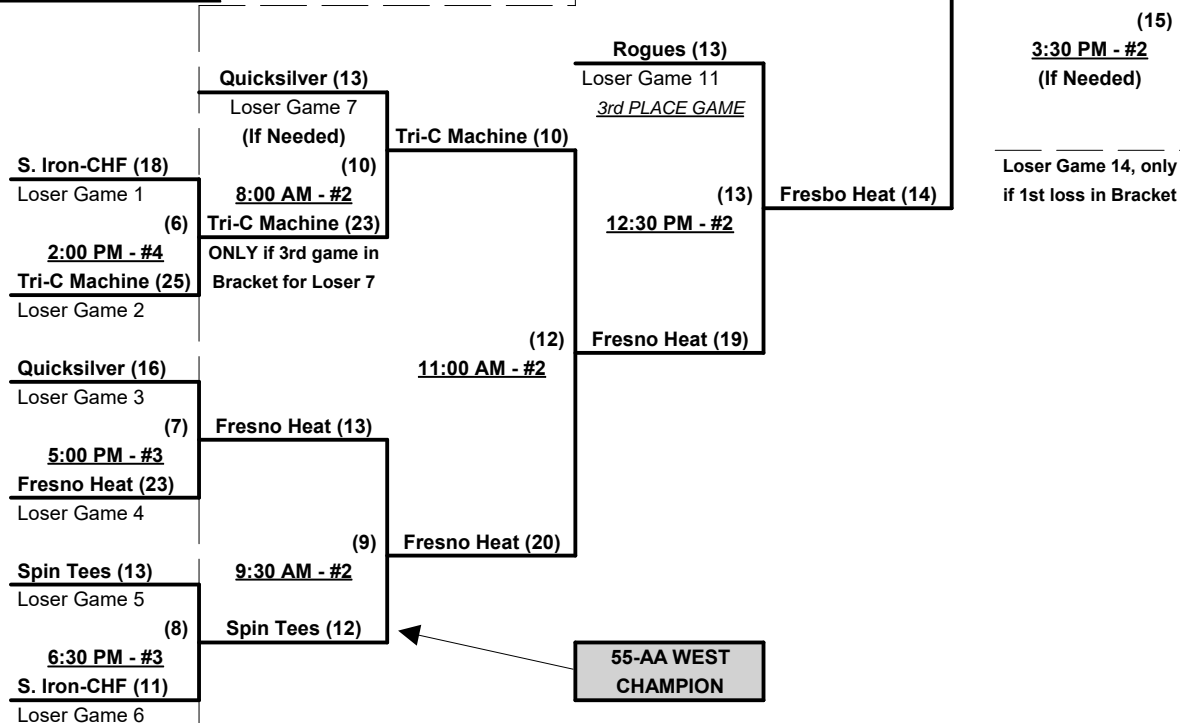 (15)
3:30 PM - #2
(If Needed)
Loser Game 14, only
if 1st loss in Bracket
Rogues (13)
Loser Game 11
3rd PLACE GAME
(13)
12:30 PM - #2
Fresbo Heat (14)
Quicksilver (13)
Loser Game 7
(If Needed)
(10)
8:00 AM - #2
Tri-C Machine (23)
ONLY if 3rd game in
Bracket for Loser 7
Tri-C Machine (10)
S. Iron-CHF (18)
Loser Game 1
(6)
2:00 PM - #4
Tri-C Machine (25)
Loser Game 2
(12)
11:00 AM - #2
Fresno Heat (19)
Quicksilver (16)
Loser Game 3
(7)
5:00 PM - #3
Fresno Heat (23)
Loser Game 4
Fresno Heat (13)
(9)
9:30 AM - #2
Fresno Heat (20)
Spin Tees (13)
Loser Game 5
(8)
6:30 PM - #3
S. Iron-CHF (11)
Loser Game 6
Spin Tees (12)
55-AA WEST
CHAMPION